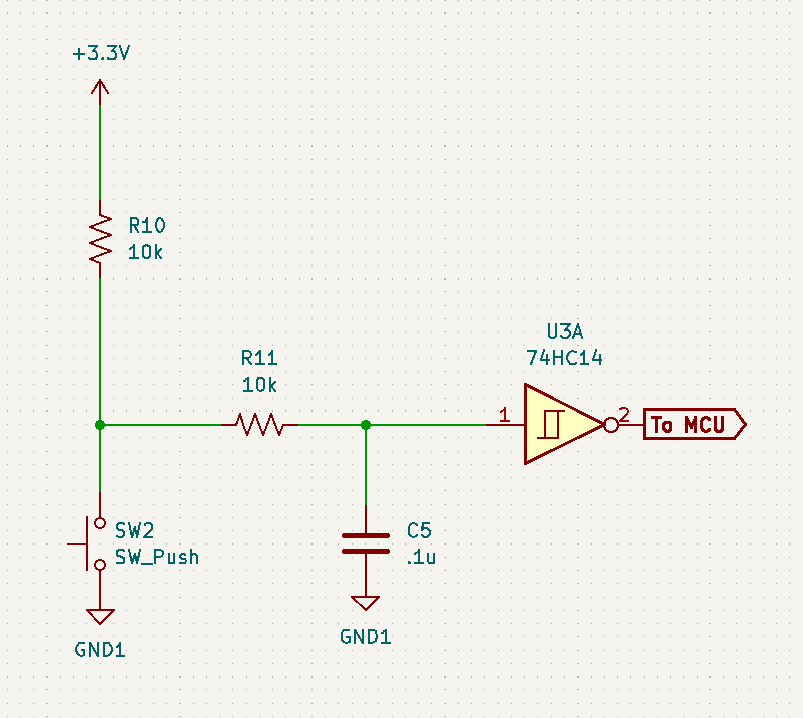 +3.3V
R10
10k
R11
10k
U3A
74HC14
1
2
To MCU
SW2
SW_Push
GND1
C5
.1u
GND1